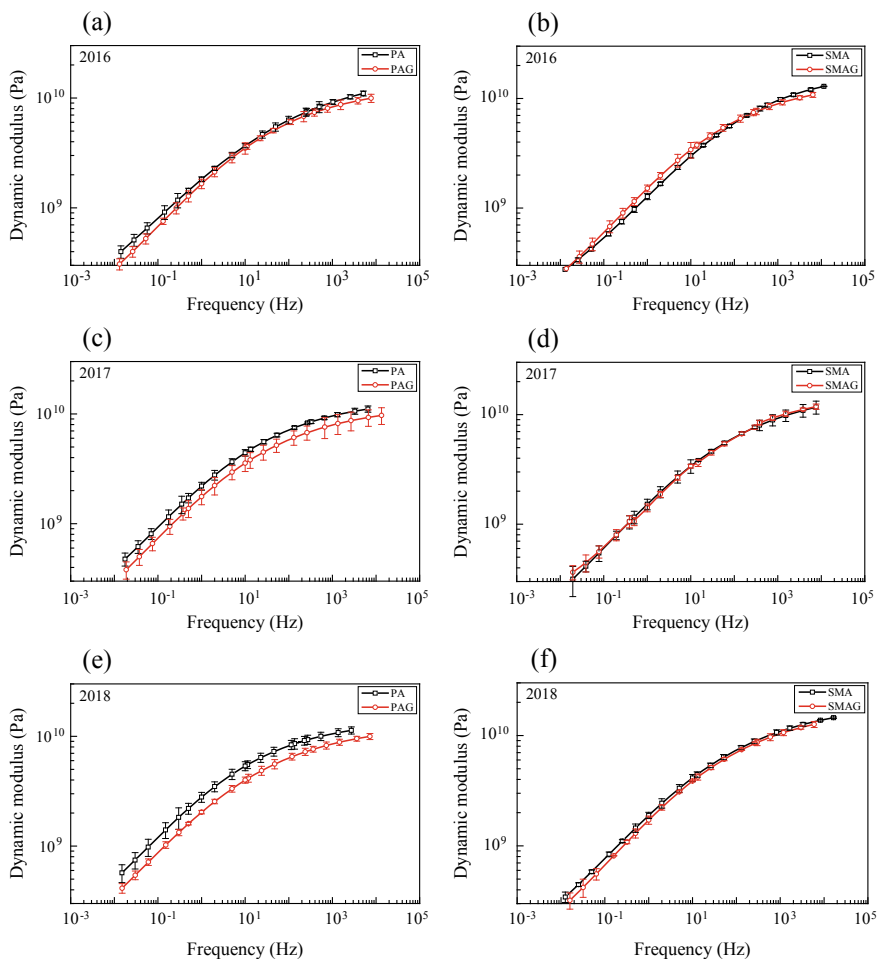 (a)
2016
PA
PAG
Dynamic modulus (Pa)
10^10
10^9
10^-3 10^-1 10^1 10^3 10^5
Frequency (Hz)
(b)
2016
SMA
SMAG
Dynamic modulus (Pa)
10^10
10^9
10^-3 10^-1 10^1 10^3 10^5
Frequency (Hz)
(c)
2017
PA
PAG
Dynamic modulus (Pa)
10^10
10^9
10^-3 10^-1 10^1 10^3 10^5
Frequency (Hz)
(d)
2017
SMA
SMAG
Dynamic modulus (Pa)
10^10
10^9
10^-3 10^-1 10^1 10^3 10^5
Frequency (Hz)
(e)
2018
PA
PAG
Dynamic modulus (Pa)
10^10
10^9
10^-3 10^-1 10^1 10^3 10^5
Frequency (Hz)
(f)
2018
SMA
SMAG
Dynamic modulus (Pa)
10^10
10^9
10^-3 10^-1 10^1 10^3 10^5
Frequency (Hz)